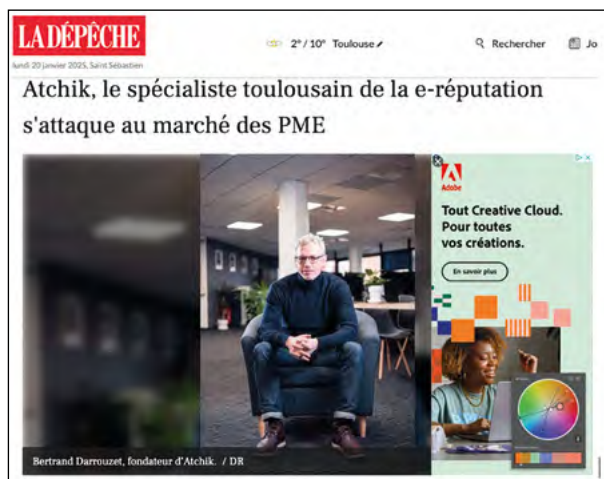 LA DÉPÊCHE
2° / 10° Toulouse
Rechercher
Jo
lundi 20 janvier 2025, Saint Sébastien
Atchik, le spécialiste toulousain de la e-réputation
s'attaque au marché des PME
Adobe
Tout Creative Cloud.
Pour toutes
vos créations.
En savoir plus
Bertrand Darrouzet, fondateur d'Atchik. / DR